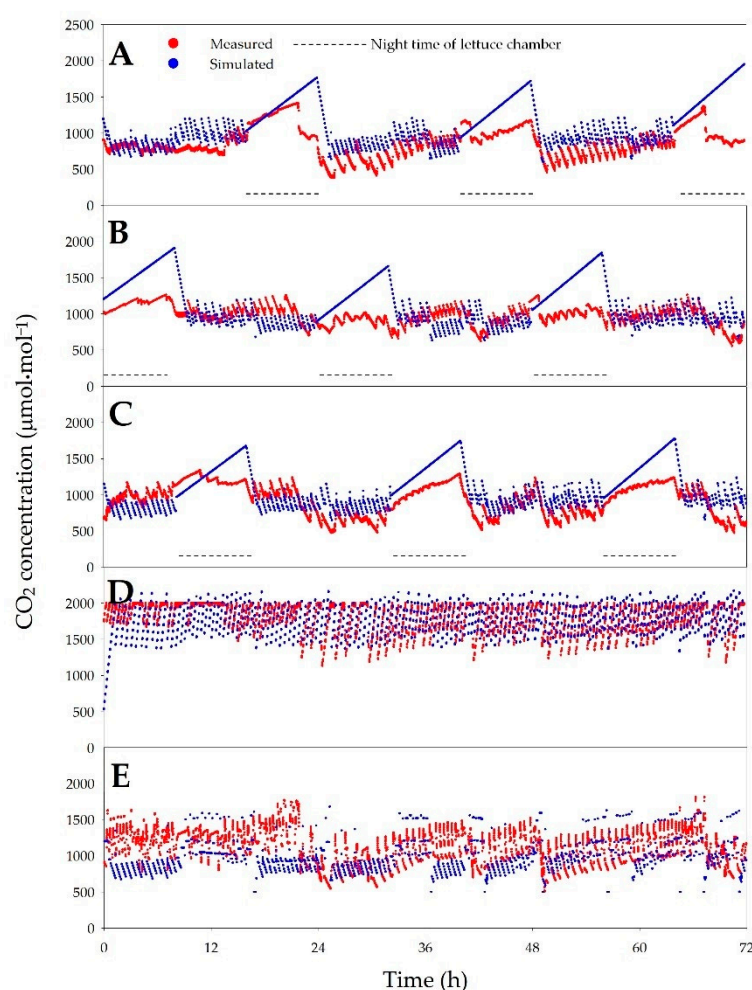 2500
A
Measured
Night time of lettuce chamber
Simulated
2000
1500
1000
500
0
B
2000
1500
1000
500
0
C
2000
1500
1000
500
0
D
2000
1500
1000
500
0
E
2000
1500
1000
500
0
CO₂ concentration (μmol·mol⁻¹)
0 12 24 36 48 60 72
Time (h)